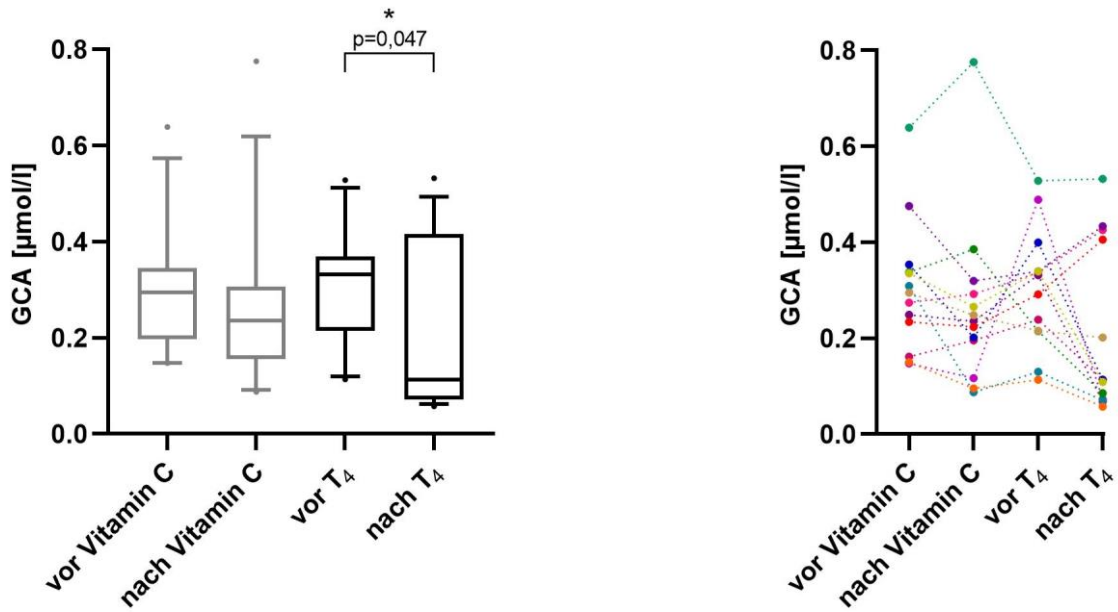 *
p=0,047
0.8
0.6
0.4
0.2
0.0
GCA [µmol/l]
vor Vitamin C
nach Vitamin C
vor T₄
nach T₄
0.8
0.6
0.4
0.2
0.0
GCA [µmol/l]
vor Vitamin C
nach Vitamin C
vor T₄
nach T₄